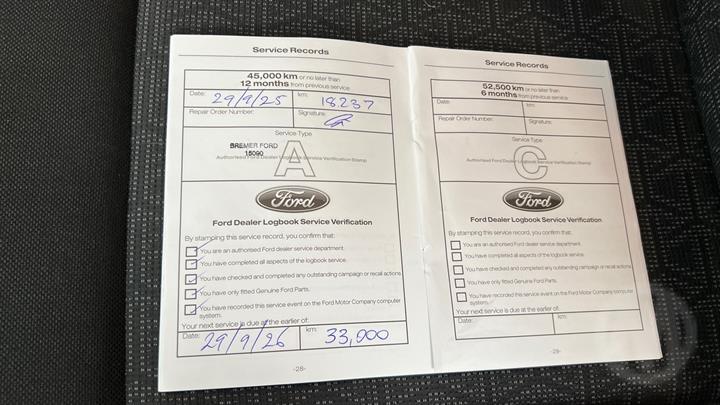 Service Records
45,000 km or no later than
12 months from previous service
Date: 29/9/25 km: 18237
Repair Order Number: Signature:
Service Type
A
BREMER FORD
15090
Authorised Ford Dealer Logbook Service Verification Stamp
Ford
Ford Dealer Logbook Service Verification
By stamping this service record, you confirm that:
You are an authorised Ford dealer service department.
You have completed all aspects of the logbook service.
You have checked and completed any outstanding campaign or recall actions
You have only fitted Genuine Ford Parts.
You have recorded this service event on the Ford Motor Company computer
system.
Your next service is due at the earlier of:
Date: 29/9/26 km: 33,000
-28-
Service Records
52,500 km or no later than
6 months from previous service
Date: km:
Repair Order Number: Signature:
Service Type
C
Authorised Ford Dealer Logbook Service Verification Stamp
Ford
Ford Dealer Logbook Service Verification
By stamping this service record, you confirm that:
You are an authorised Ford dealer service department.
You have completed all aspects of the logbook service.
You have checked and completed any outstanding campaign or recall actions
You have only fitted Genuine Ford Parts.
You have recorded this service event on the Ford Motor Company computer
system.
Your next service is due at the earlier of:
Date: km:
-29-